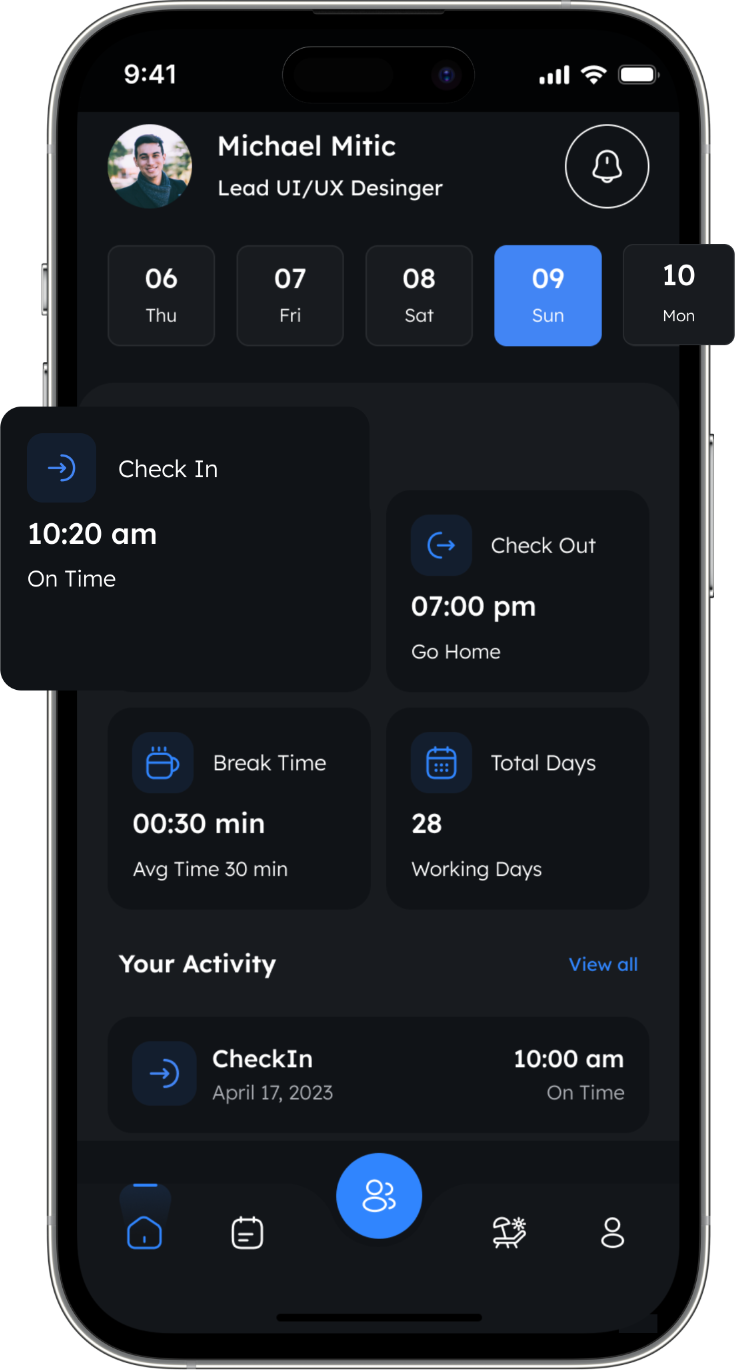 9:41
Michael Mitic
Lead UI/UX Desinger
06 07 08 09 10
Thu Fri Sat Sun Mon
Check In
10:20 am
On Time
Check Out
07:00 pm
Go Home
Break Time
00:30 min
Avg Time 30 min
Total Days
28
Working Days
Your Activity View all
CheckIn 10:00 am
April 17, 2023 On Time